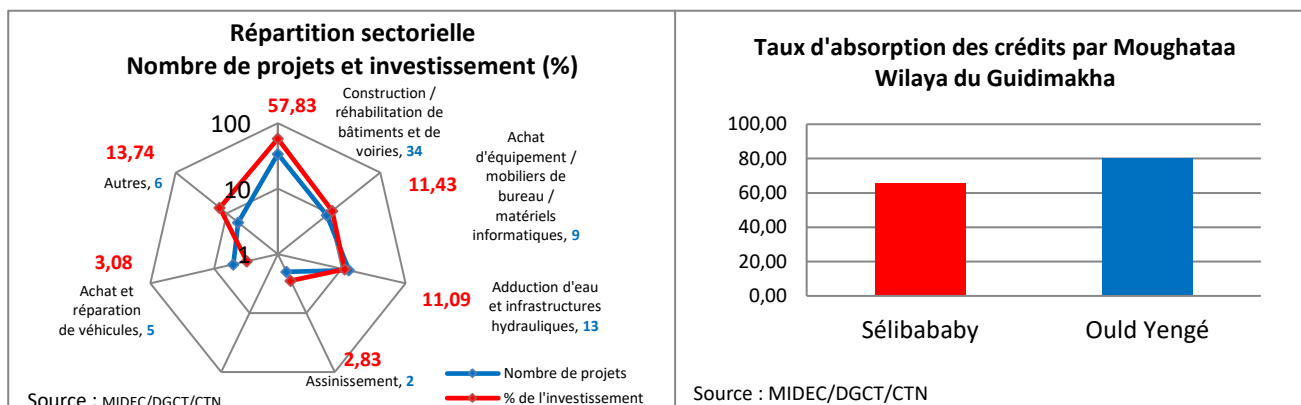 Répartition sectorielle
Nombre de projets et investissement (%)
57,83
Construction /
réhabilitation de
bâtiments et de
voiries, 34
100
10
1
11,43
Achat
d'équipement /
mobiliers de
bureau /
matériels
informatiques, 9
11,09
Adduction d'eau
et infrastructures
hydrauliques, 13
2,83
Assinissement, 2
3,08
Achat et
réparation
de véhicules, 5
13,74
Autres, 6
Nombre de projets
% de l'investissement
Source : MIDEC/DGCT/CTN
Taux d'absorption des crédits par Moughataa
Wilaya du Guidimakha
100,00
80,00
60,00
40,00
20,00
0,00
Sélibababy
Ould Yengé
Source : MIDEC/DGCT/CTN